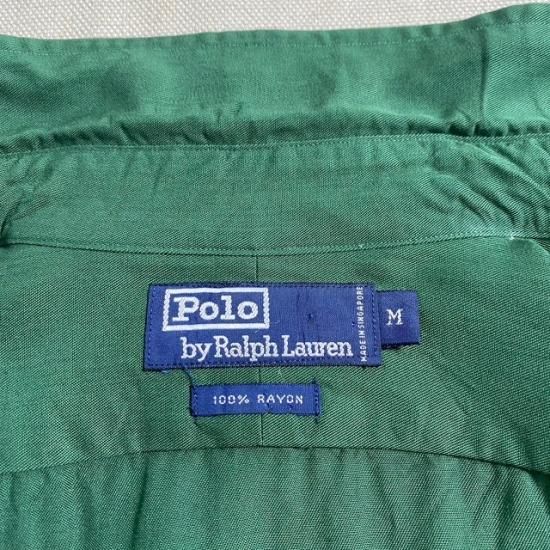 Polo
by Ralph Lauren
MADE IN SINGAPORE
M
100% RAYON